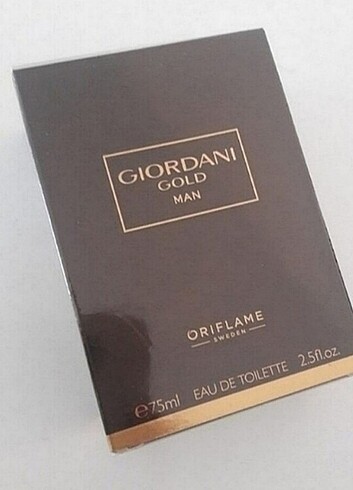 GIORDANI
GOLD
MAN
ORIFLAME
SWEDEN
℮75ml EAU DE TOILETTE 2.5fl.oz.